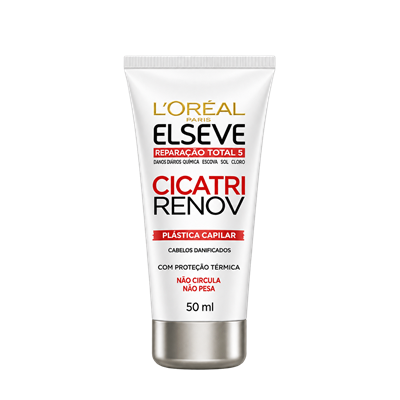 L'ORÉAL
PARIS
ELSEVE
REPARAÇÃO TOTAL 5
DANOS DIÁRIOS QUÍMICA ESCOVA SOL CLORO
CICATRI
RENOV
PLÁSTICA CAPILAR
CABELOS DANIFICADOS
COM PROTEÇÃO TÉRMICA
NÃO CIRCULA
NÃO PESA
50 ml